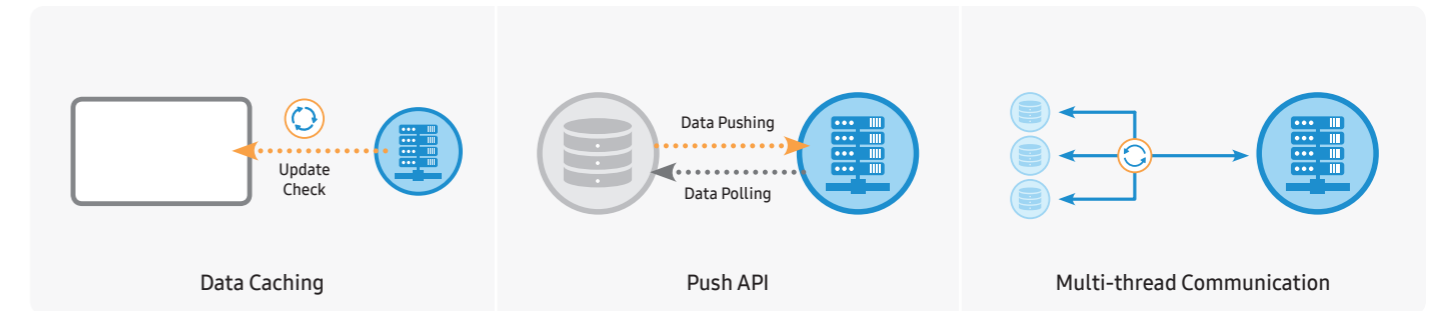 Update
Check
Data Caching
Data Pushing
Data Polling
Push API
Multi-thread Communication